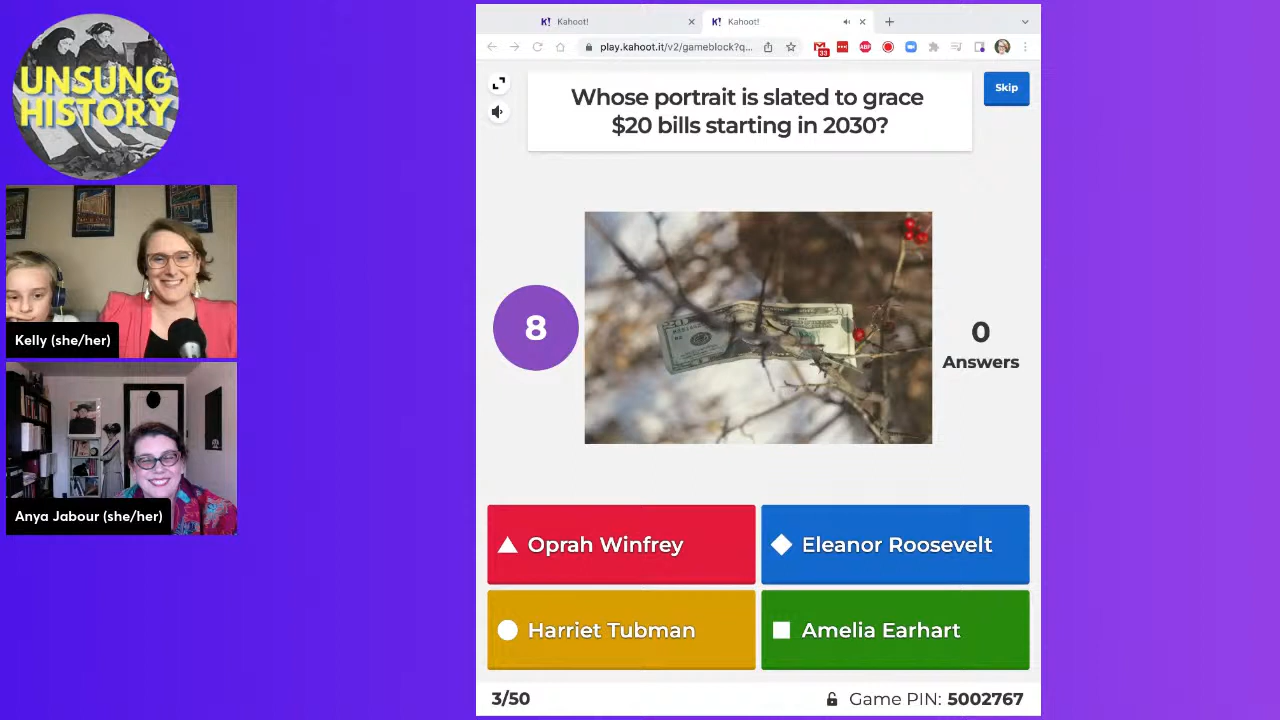 UNSUNG
HISTORY
Kelly (she/her)
Anya Jabour (she/her)
K! Kahoot!
K! Kahoot!
play.kahoot.it/v2/gameblock?q...
33
ABP
Whose portrait is slated to grace
$20 bills starting in 2030?
Skip
8
0
Answers
Oprah Winfrey
Eleanor Roosevelt
Harriet Tubman
Amelia Earhart
3/50
Game PIN: 5002767